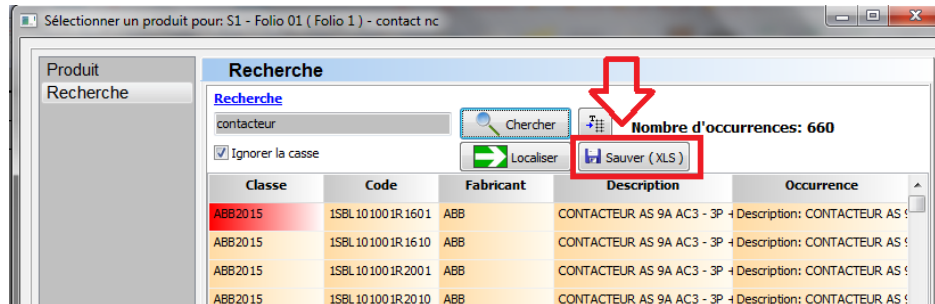 Sélectionner un produit pour: S1 - Folio 01 ( Folio 1 ) - contact nc
Produit
Recherche
Recherche
Recherche
contacteur
Chercher
Nombre d'occurrences: 660
Ignorer la casse
Localiser
Sauver ( XLS )
Classe Code Fabricant Description Occurrence
ABB2015 1SBL101001R1601 ABB CONTACTEUR AS 9A AC3 - 3P + Description: CONTACTEUR AS
ABB2015 1SBL101001R1610 ABB CONTACTEUR AS 9A AC3 - 3P + Description: CONTACTEUR AS
ABB2015 1SBL101001R2001 ABB CONTACTEUR AS 9A AC3 - 3P + Description: CONTACTEUR AS
ABB2015 1SBL101001R2010 ABB CONTACTEUR AS 9A AC3 - 3P + Description: CONTACTEUR AS